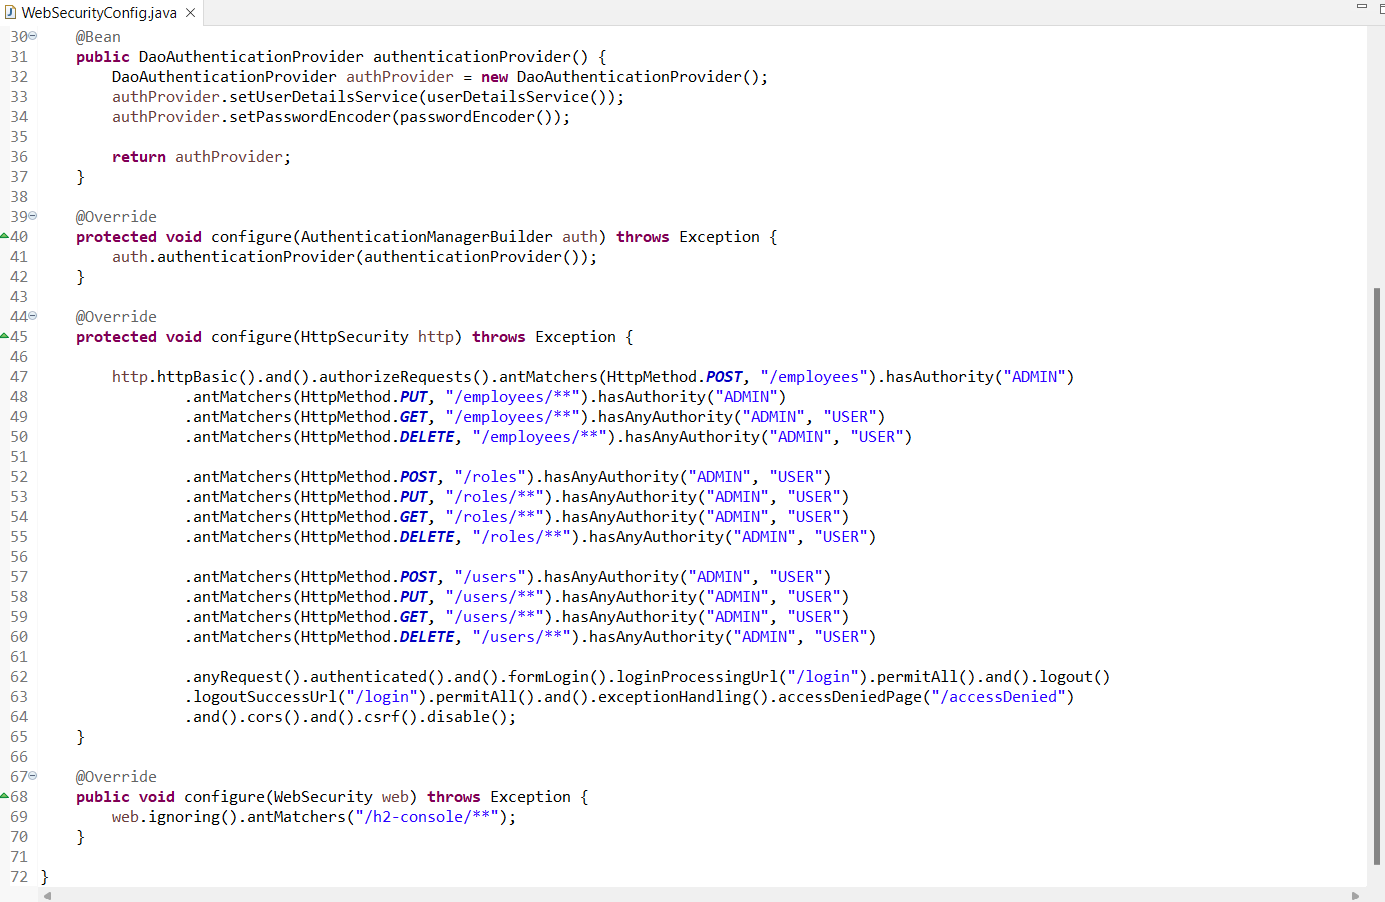 WebSecurityConfig.java
30 @Bean
31 public DaoAuthenticationProvider authenticationProvider() {
32 DaoAuthenticationProvider authProvider = new DaoAuthenticationProvider();
33 authProvider.setUserDetailsService(userDetailsService());
34 authProvider.setPasswordEncoder(passwordEncoder());
35
36 return authProvider;
37 }
38
39 @Override
40 protected void configure(AuthenticationManagerBuilder auth) throws Exception {
41 auth.authenticationProvider(authenticationProvider());
42 }
43
44 @Override
45 protected void configure(HttpSecurity http) throws Exception {
46
47 http.httpBasic().and().authorizeRequests().antMatchers(HttpMethod.POST, "/employees").hasAuthority("ADMIN")
48 .antMatchers(HttpMethod.PUT, "/employees/**").hasAuthority("ADMIN")
49 .antMatchers(HttpMethod.GET, "/employees/**").hasAnyAuthority("ADMIN", "USER")
50 .antMatchers(HttpMethod.DELETE, "/employees/**").hasAnyAuthority("ADMIN", "USER")
51
52 .antMatchers(HttpMethod.POST, "/roles").hasAnyAuthority("ADMIN", "USER")
53 .antMatchers(HttpMethod.PUT, "/roles/**").hasAnyAuthority("ADMIN", "USER")
54 .antMatchers(HttpMethod.GET, "/roles/**").hasAnyAuthority("ADMIN", "USER")
55 .antMatchers(HttpMethod.DELETE, "/roles/**").hasAnyAuthority("ADMIN", "USER")
56
57 .antMatchers(HttpMethod.POST, "/users").hasAnyAuthority("ADMIN", "USER")
58 .antMatchers(HttpMethod.PUT, "/users/**").hasAnyAuthority("ADMIN", "USER")
59 .antMatchers(HttpMethod.GET, "/users/**").hasAnyAuthority("ADMIN", "USER")
60 .antMatchers(HttpMethod.DELETE, "/users/**").hasAnyAuthority("ADMIN", "USER")
61
62 .anyRequest().authenticated().and().formLogin().loginProcessingUrl("/login").permitAll().and().logout()
63 .logoutSuccessUrl("/login").permitAll().and().exceptionHandling().accessDeniedPage("/accessDenied")
64 .and().cors().and().csrf().disable();
65 }
66
67 @Override
68 public void configure(WebSecurity web) throws Exception {
69 web.ignoring().antMatchers("/h2-console/**");
70 }
71
72 }